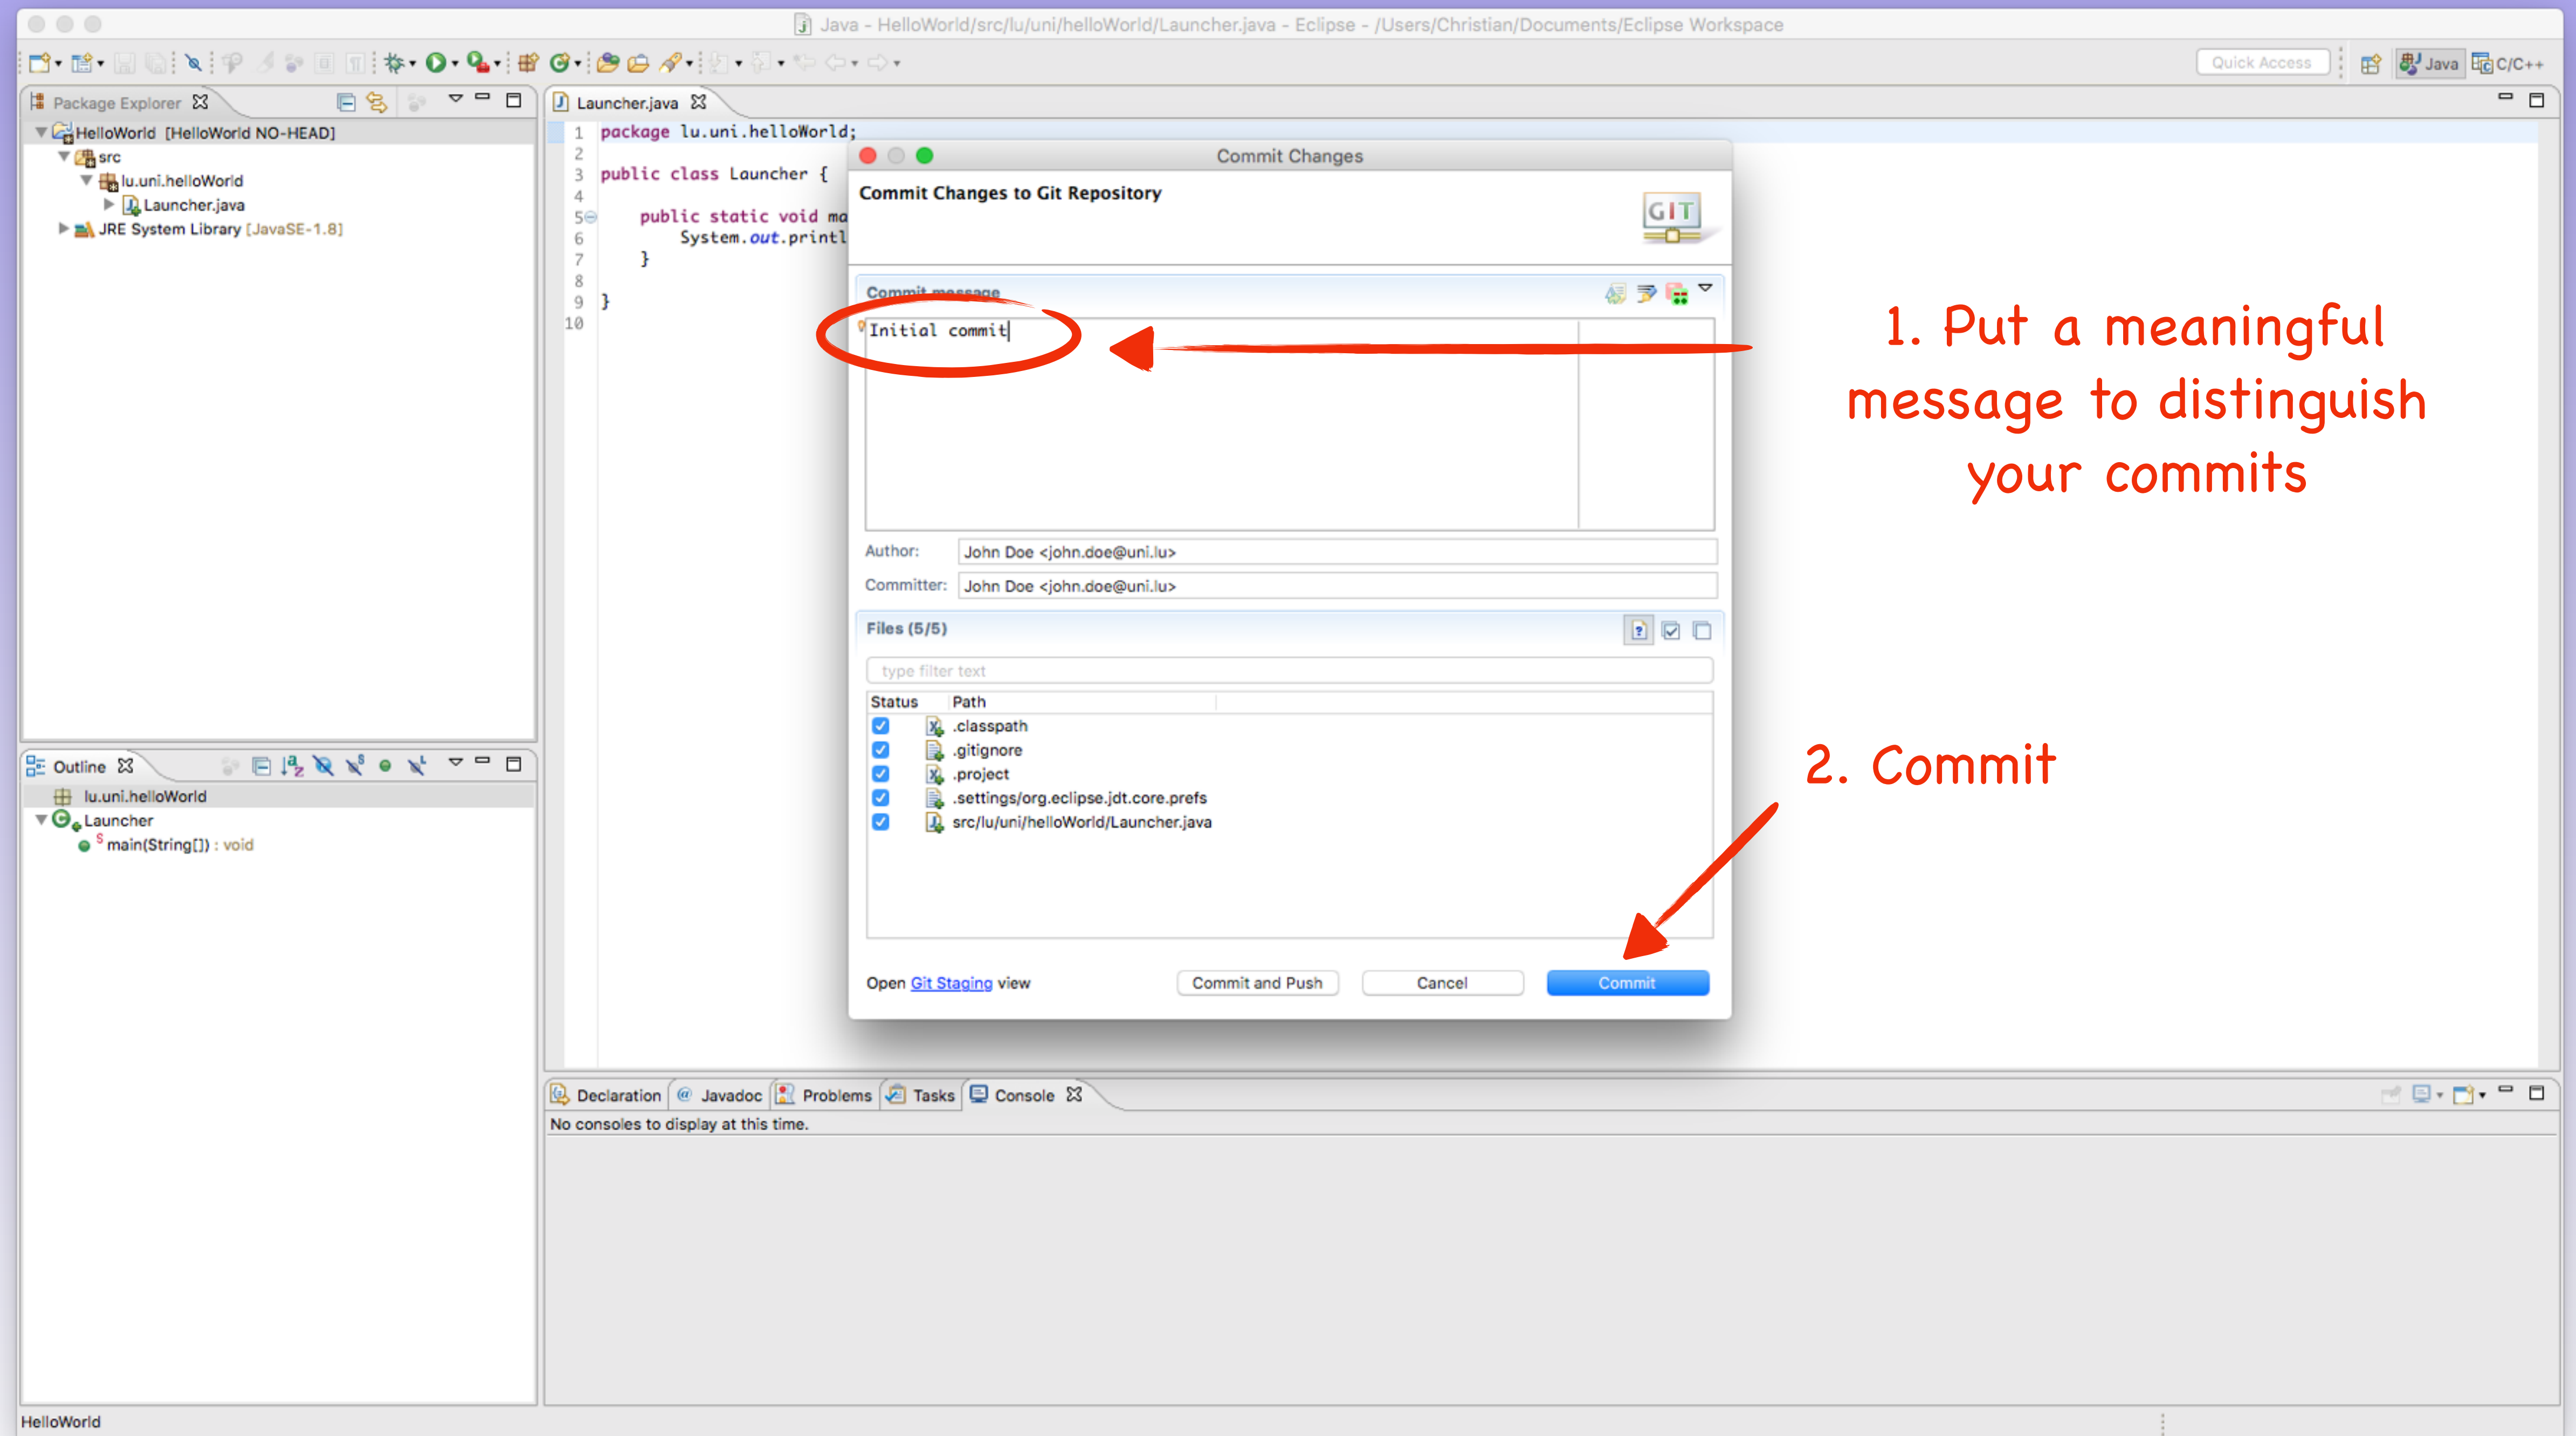 Java - HelloWorld/src/lu/uni/helloWorld/Launcher.java - Eclipse - /Users/Christian/Documents/Eclipse Workspace
Quick Access
Java
C/C++
Package Explorer
HelloWorld [HelloWorld NO-HEAD]
src
lu.uni.helloWorld
Launcher.java
JRE System Library [JavaSE-1.8]
Launcher.java
1 package lu.uni.helloWorld;
2
3 public class Launcher {
4
5 public static void ma
6 System.out.printl
7 }
8
9 }
10
Commit Changes
Commit Changes to Git Repository
GIT
Commit message
Initial commit
Author: John Doe <john.doe@uni.lu>
Committer: John Doe <john.doe@uni.lu>
Files (5/5)
type filter text
Status Path
.classpath
.gitignore
.project
.settings/org.eclipse.jdt.core.prefs
src/lu/uni/helloWorld/Launcher.java
Open Git Staging view
Commit and Push
Cancel
Commit
1. Put a meaningful
message to distinguish
your commits
2. Commit
Outline
lu.uni.helloWorld
Launcher
main(String[]) : void
Declaration
Javadoc
Problems
Tasks
Console
No consoles to display at this time.
HelloWorld